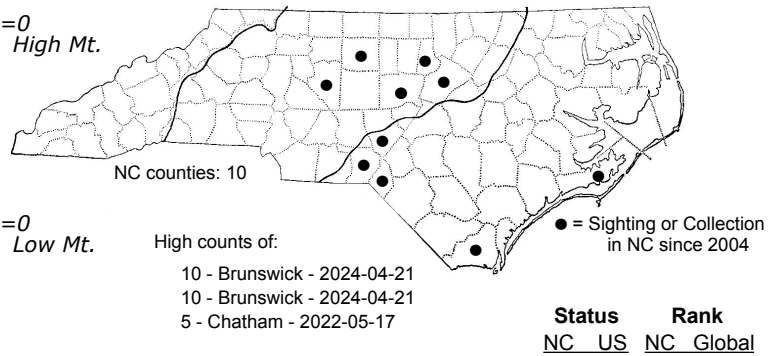 =0
High Mt.
NC counties: 10
=0
Low Mt.
High counts of:
10 - Brunswick - 2024-04-21
10 - Brunswick - 2024-04-21
5 - Chatham - 2022-05-17
● = Sighting or Collection
in NC since 2004
Status Rank
NC US NC Global